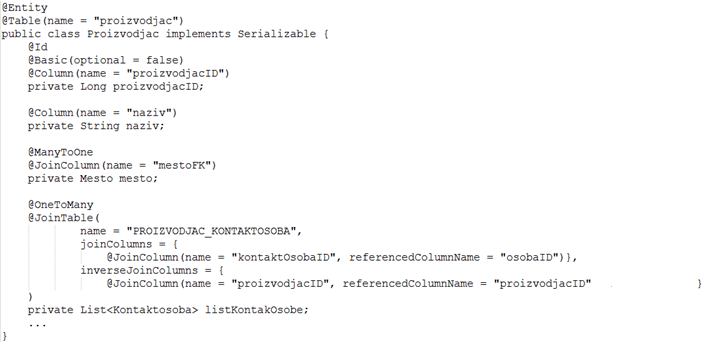 @Entity
@Table(name = "proizvodjac")
public class Proizvodjac implements Serializable {
    @Id
    @Basic(optional = false)
    @Column(name = "proizvodjacID")
    private Long proizvodjacID;

    @Column(name = "naziv")
    private String naziv;

    @ManyToOne
    @JoinColumn(name = "mestoFK")
    private Mesto mesto;

    @OneToMany
    @JoinTable(
            name = "PROIZVODJAC_KONTAKTOSOBA",
            joinColumns = {
                @JoinColumn(name = "kontaktOsobaID", referencedColumnName = "osobaID")},
            inverseJoinColumns = {
                @JoinColumn(name = "proizvodjacID", referencedColumnName = "proizvodjacID"                }
    )
    private List<Kontaktosoba> listKontakOsobe;
    ...
}